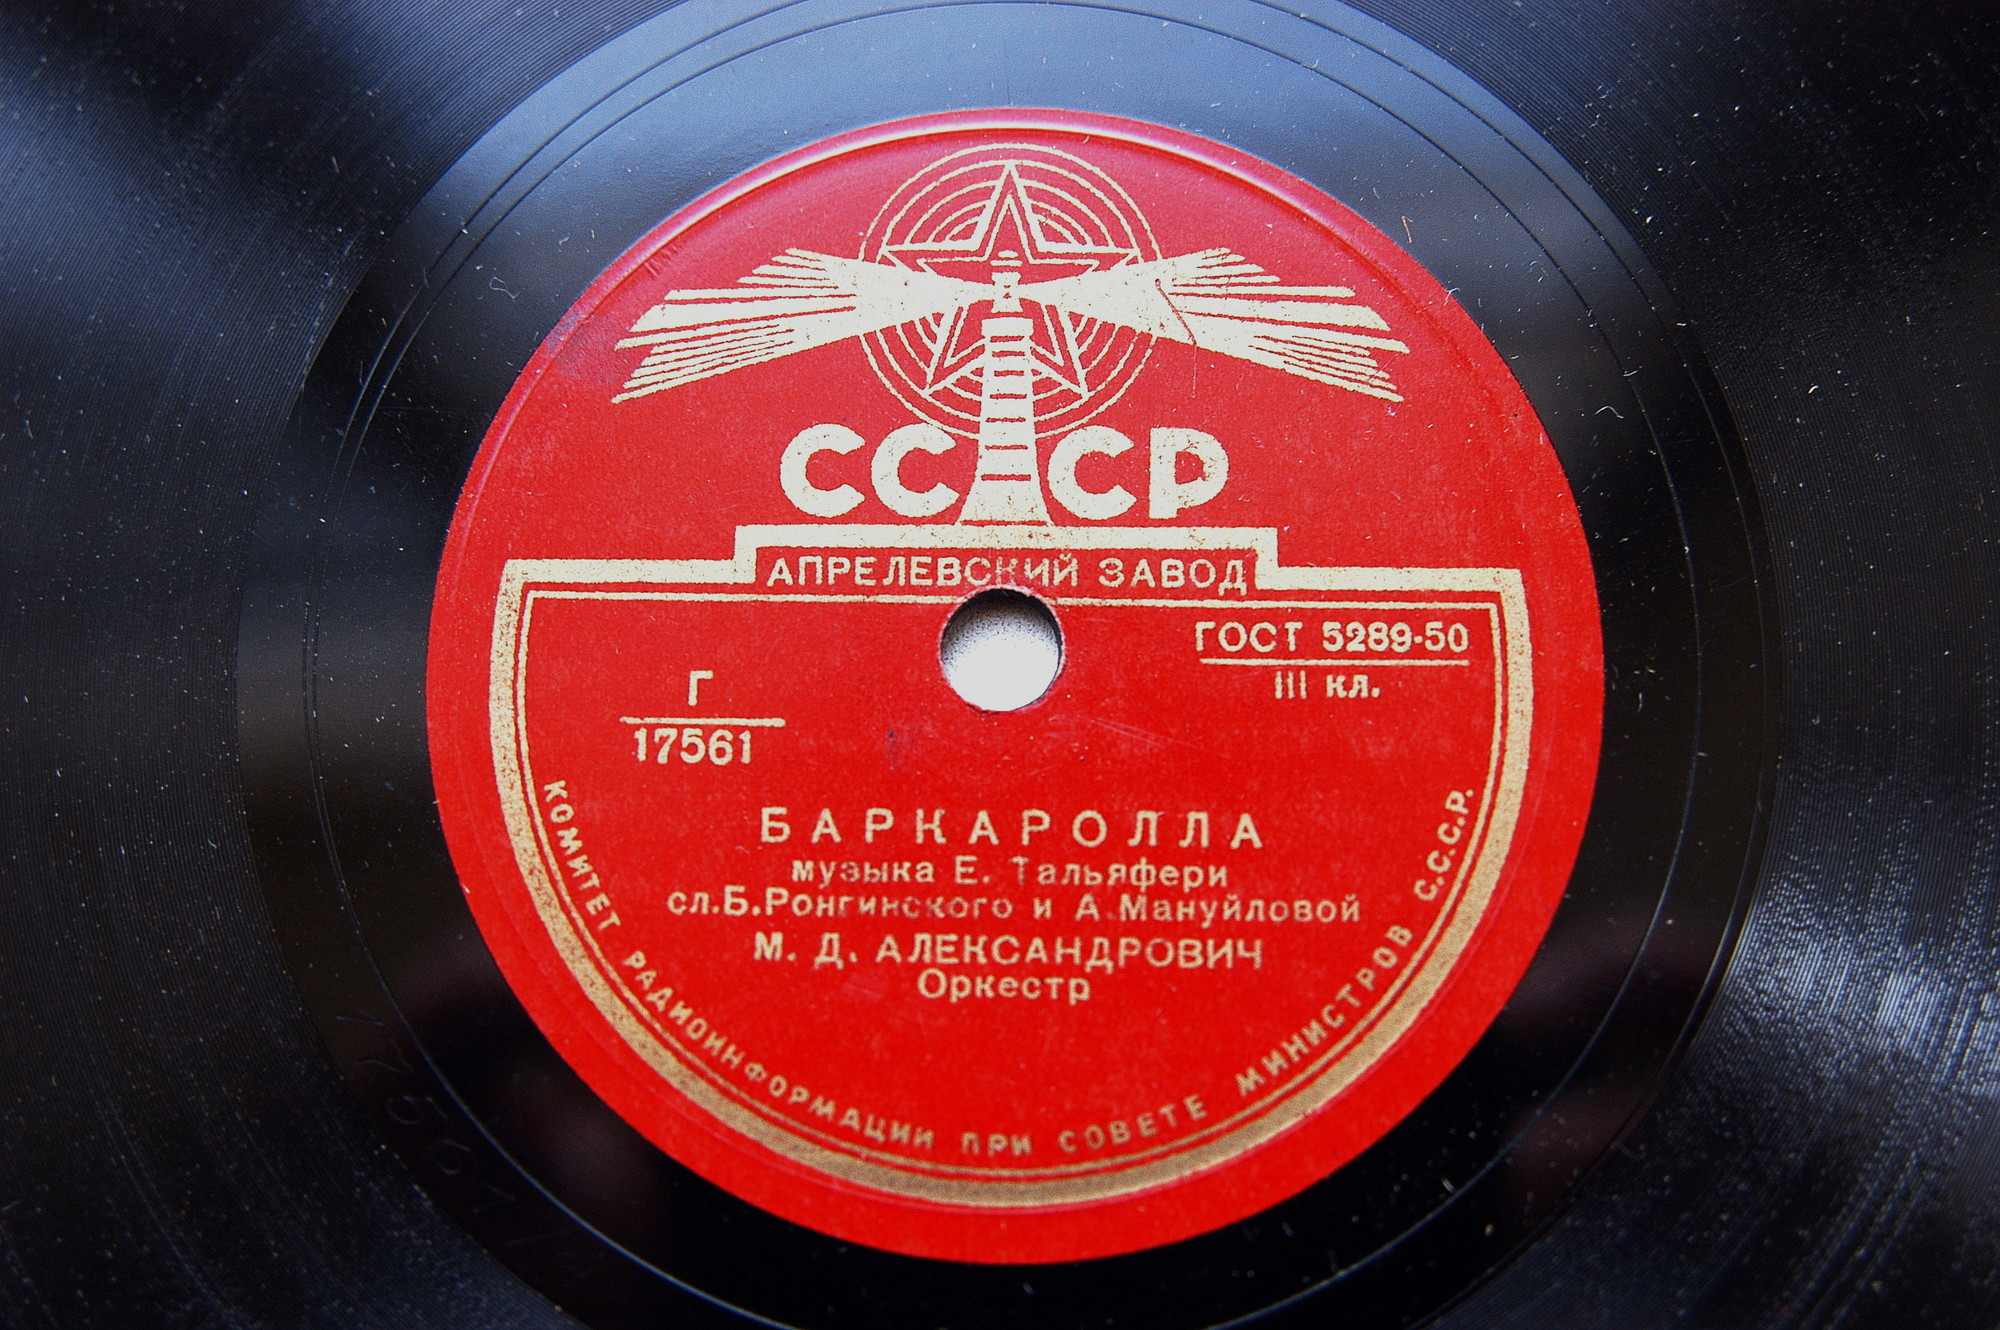 СССР
АПРЕЛЕВСКИЙ ЗАВОД
ГОСТ 5289-50
III кл.
Г
17561
БАРКАРОЛЛА
музыка Е. Тальяфери
сл.Б.Ронгинского и А.Мануйловой
М. Д. АЛЕКСАНДРОВИЧ
Оркестр
КОМИТЕТ РАДИОИНФОРМАЦИИ ПРИ СОВЕТЕ МИНИСТРОВ С.С.С.Р.